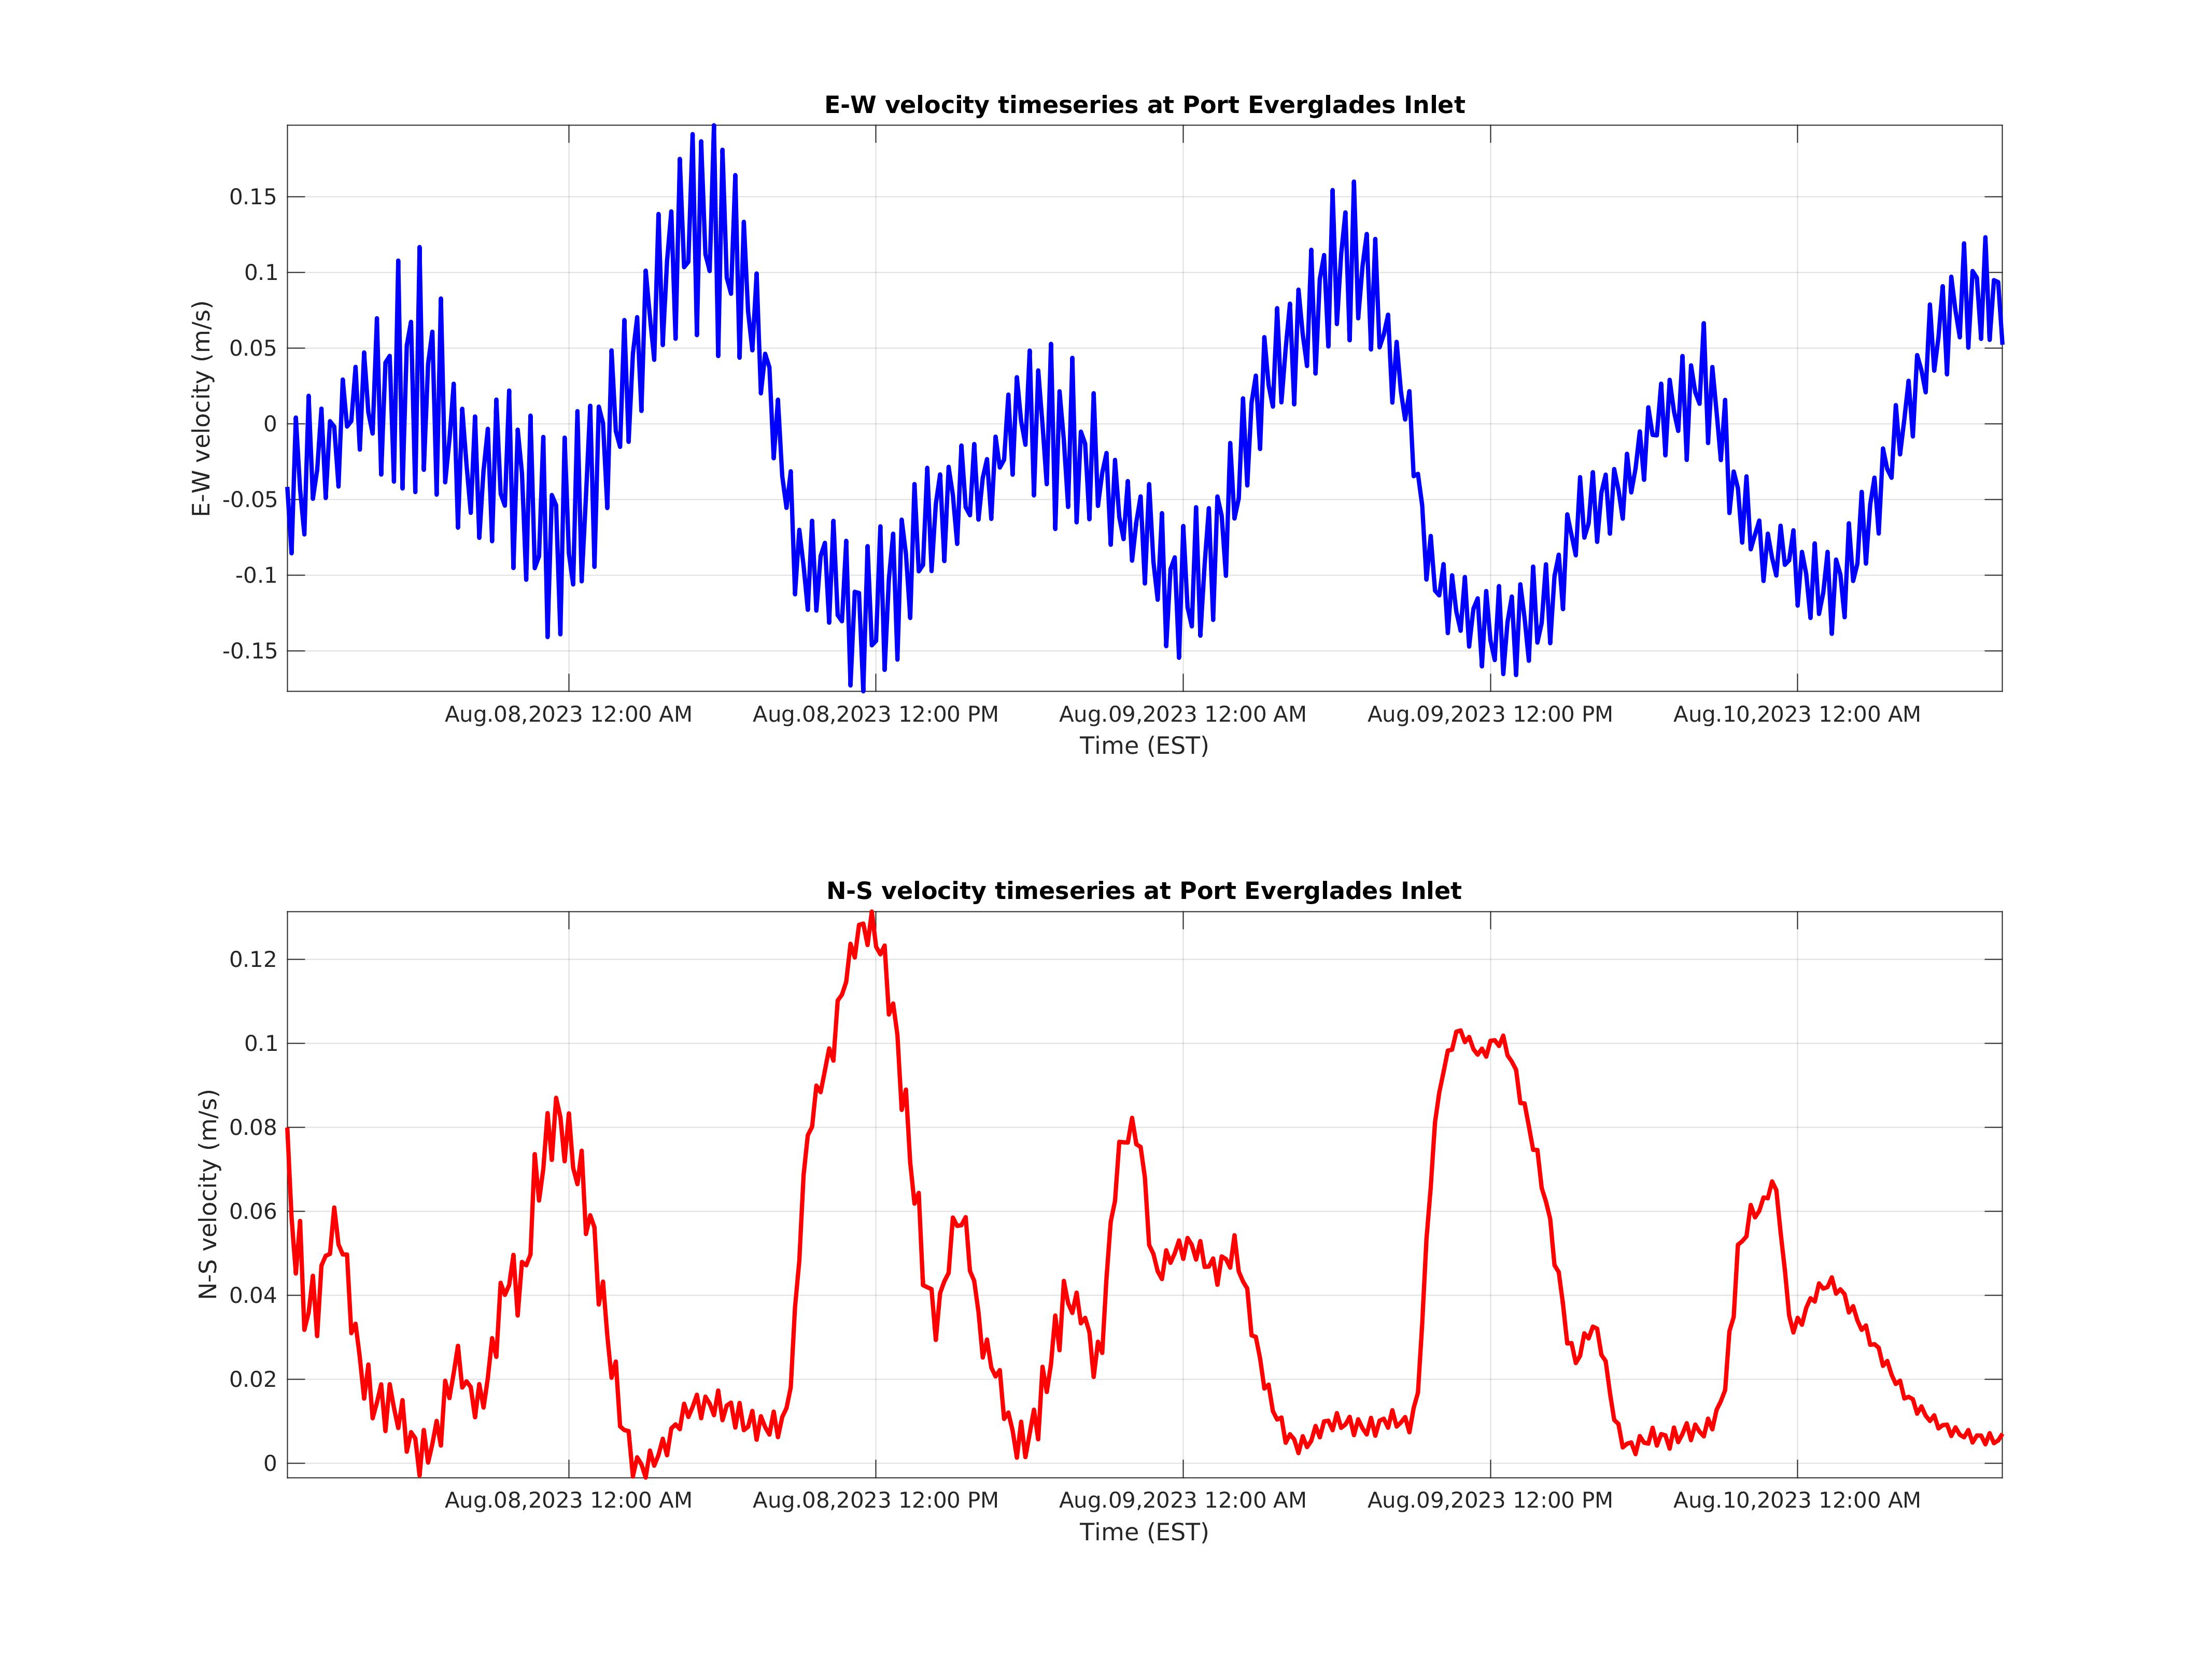 E-W velocity timeseries at Port Everglades Inlet
E-W velocity (m/s)
0.15
0.1
0.05
0
-0.05
-0.1
-0.15
Aug.08,2023 12:00 AM
Aug.08,2023 12:00 PM
Aug.09,2023 12:00 AM
Aug.09,2023 12:00 PM
Aug.10,2023 12:00 AM
Time (EST)
N-S velocity timeseries at Port Everglades Inlet
N-S velocity (m/s)
0.12
0.1
0.08
0.06
0.04
0.02
0
Aug.08,2023 12:00 AM
Aug.08,2023 12:00 PM
Aug.09,2023 12:00 AM
Aug.09,2023 12:00 PM
Aug.10,2023 12:00 AM
Time (EST)